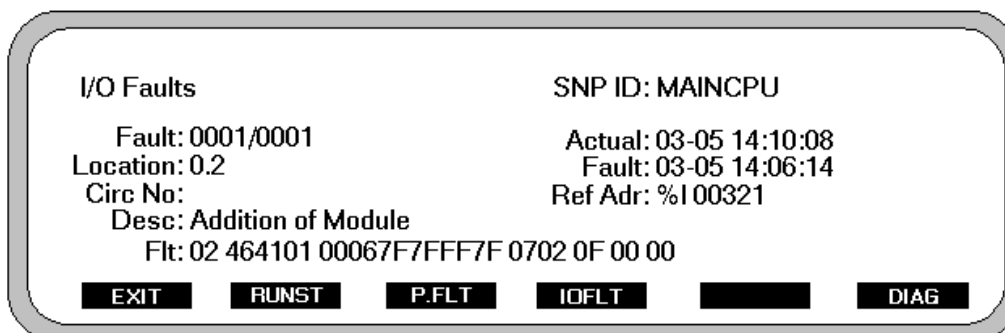 I/O Faults SNP ID: MAINCPU
Fault: 0001/0001 Actual: 03-05 14:10:08
Location: 0.2 Fault: 03-05 14:06:14
Circ No: Ref Adr: %I 00321
Desc: Addition of Module
Flt: 02 464101 00067F7FFF7F 0702 0F 00 00
EXIT RUNST P.FLT IOFLT DIAG